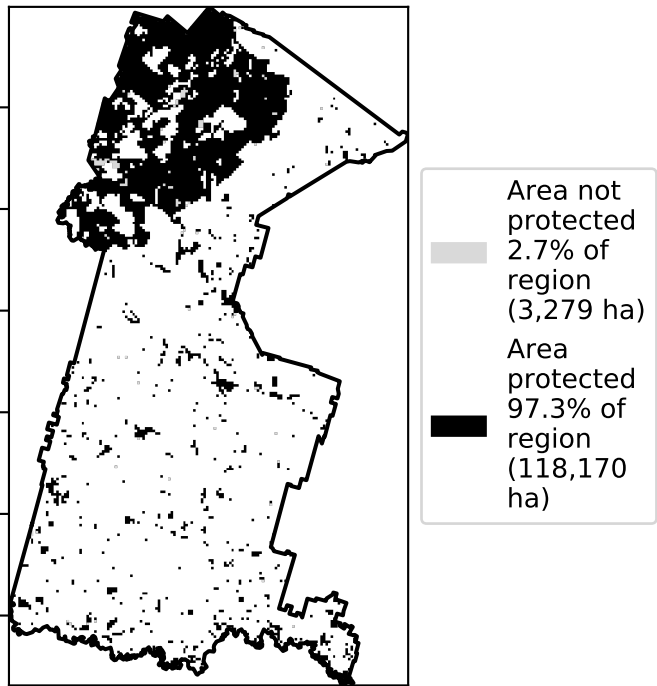 Area not
protected
2.7% of
region
(3,279 ha)
Area
protected
97.3% of
region
(118,170
ha)